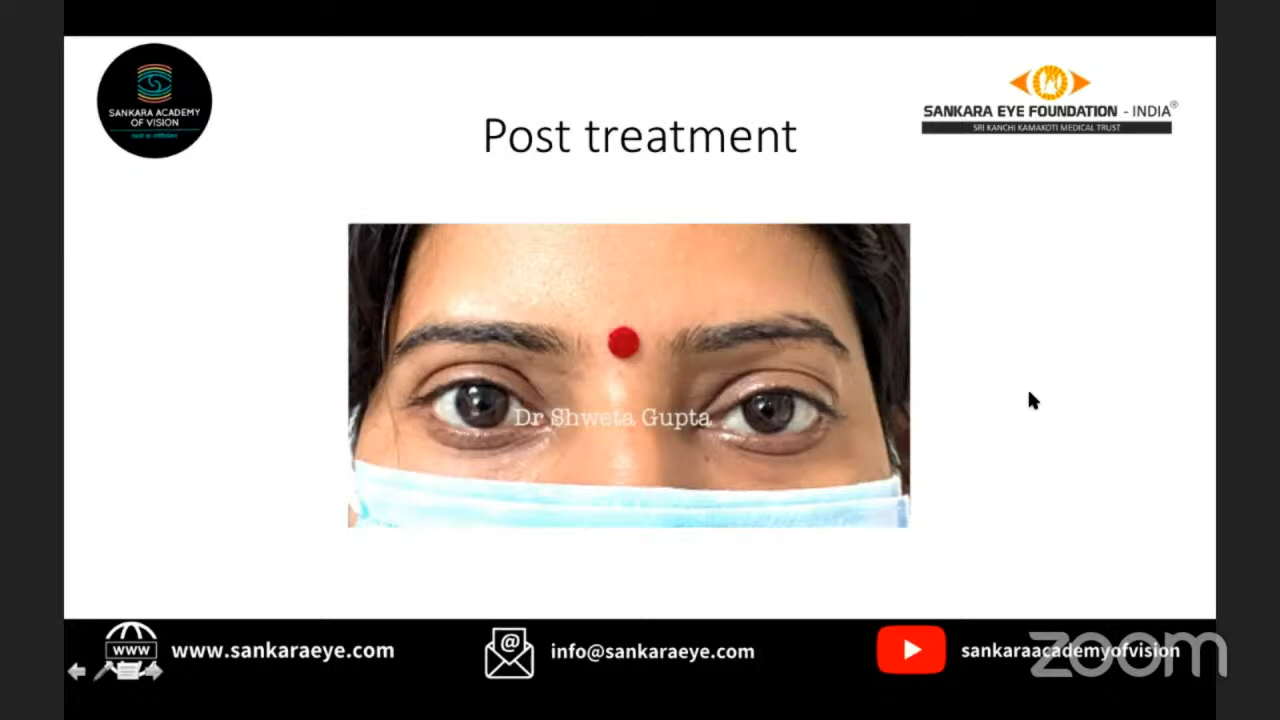 SANKARA ACADEMY
OF VISION
SANKARA EYE FOUNDATION - INDIA®
SRI KANCHI KAMAKOTI MEDICAL TRUST
Post treatment
Dr Shweta Gupta
www
www.sankaraeye.com
@
info@sankaraeye.com
sankaraacademyofvision
zoom